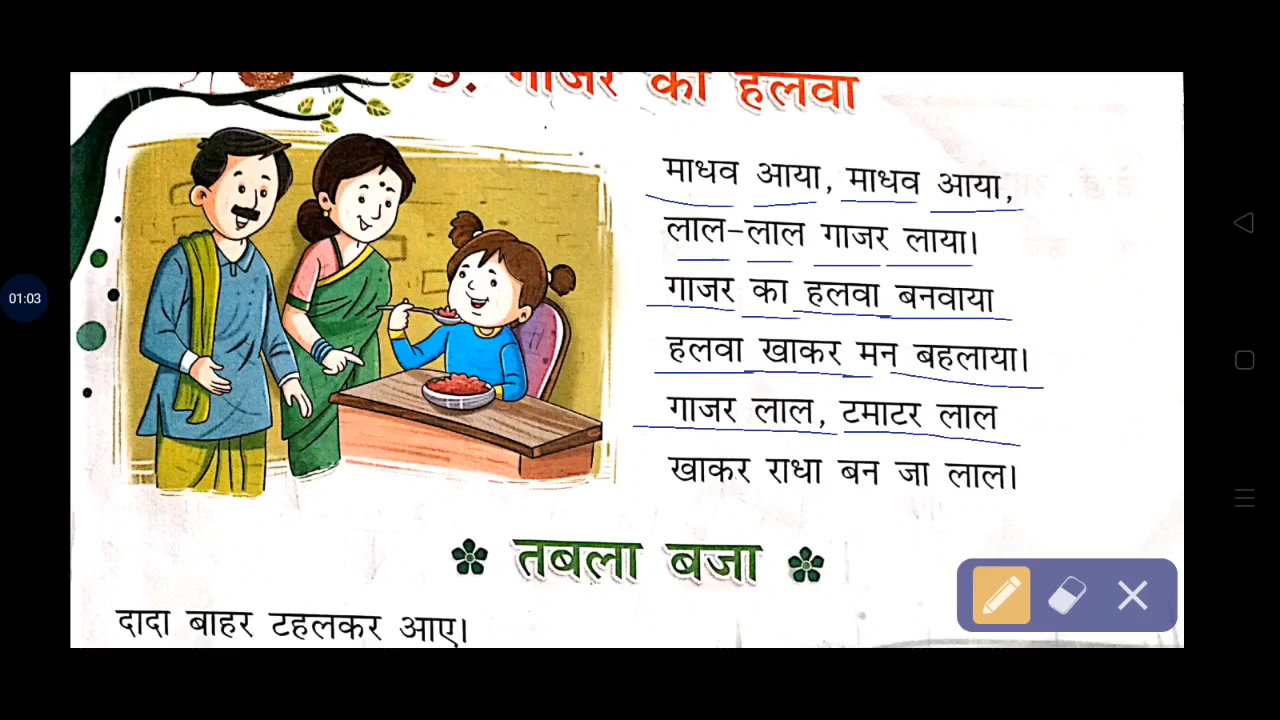 5. गाजर का हलवा
माधव आया, माधव आया,
लाल-लाल गाजर लाया।
गाजर का हलवा बनवाया
हलवा खाकर मन बहलाया।
गाजर लाल, टमाटर लाल
खाकर राधा बन जा लाल।
तबला बजा
दादा बाहर टहलकर आए।
01:03